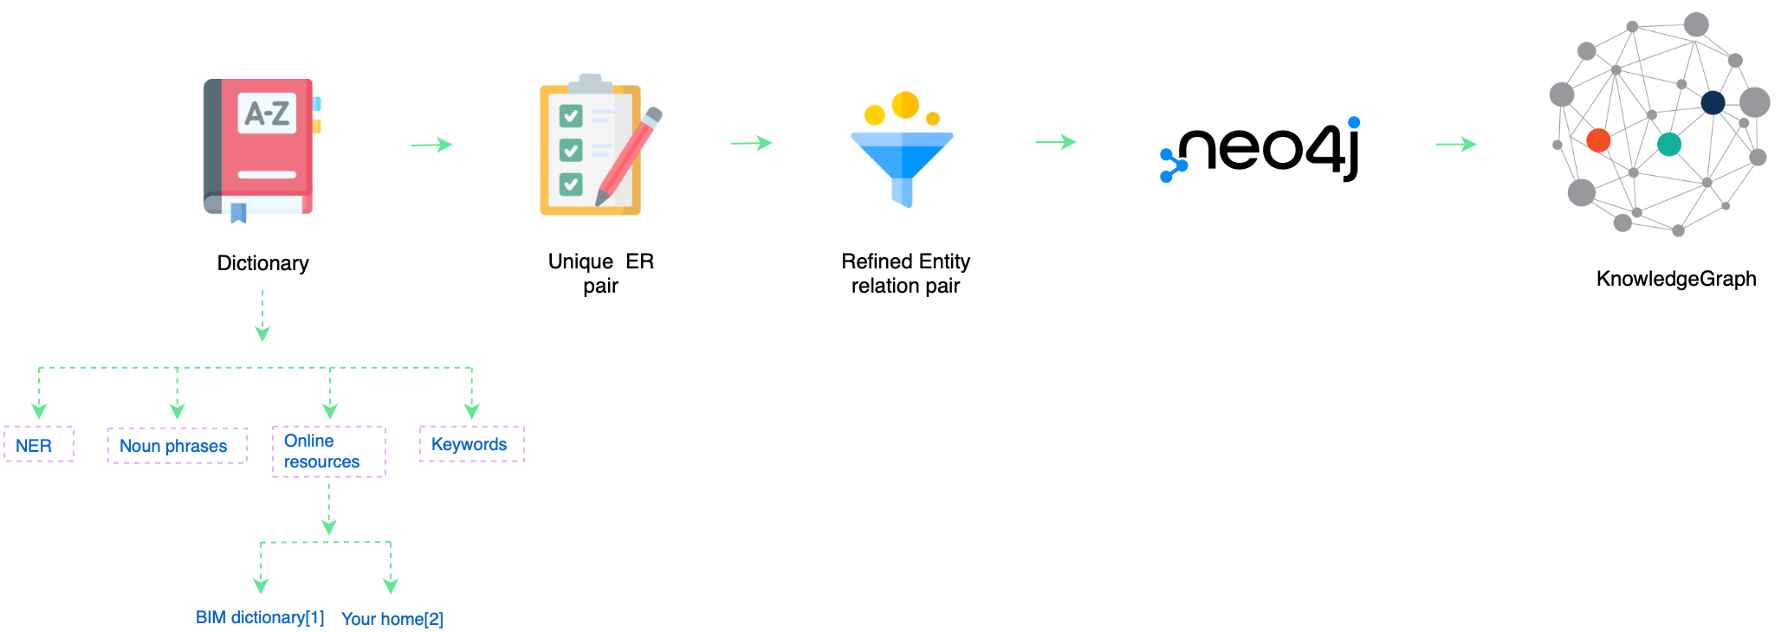 A-Z
neo4j
Dictionary
Unique ER
pair
Refined Entity
relation pair
KnowledgeGraph
NER
Noun phrases
Online
resources
Keywords
BIM dictionary[1]
Your home[2]